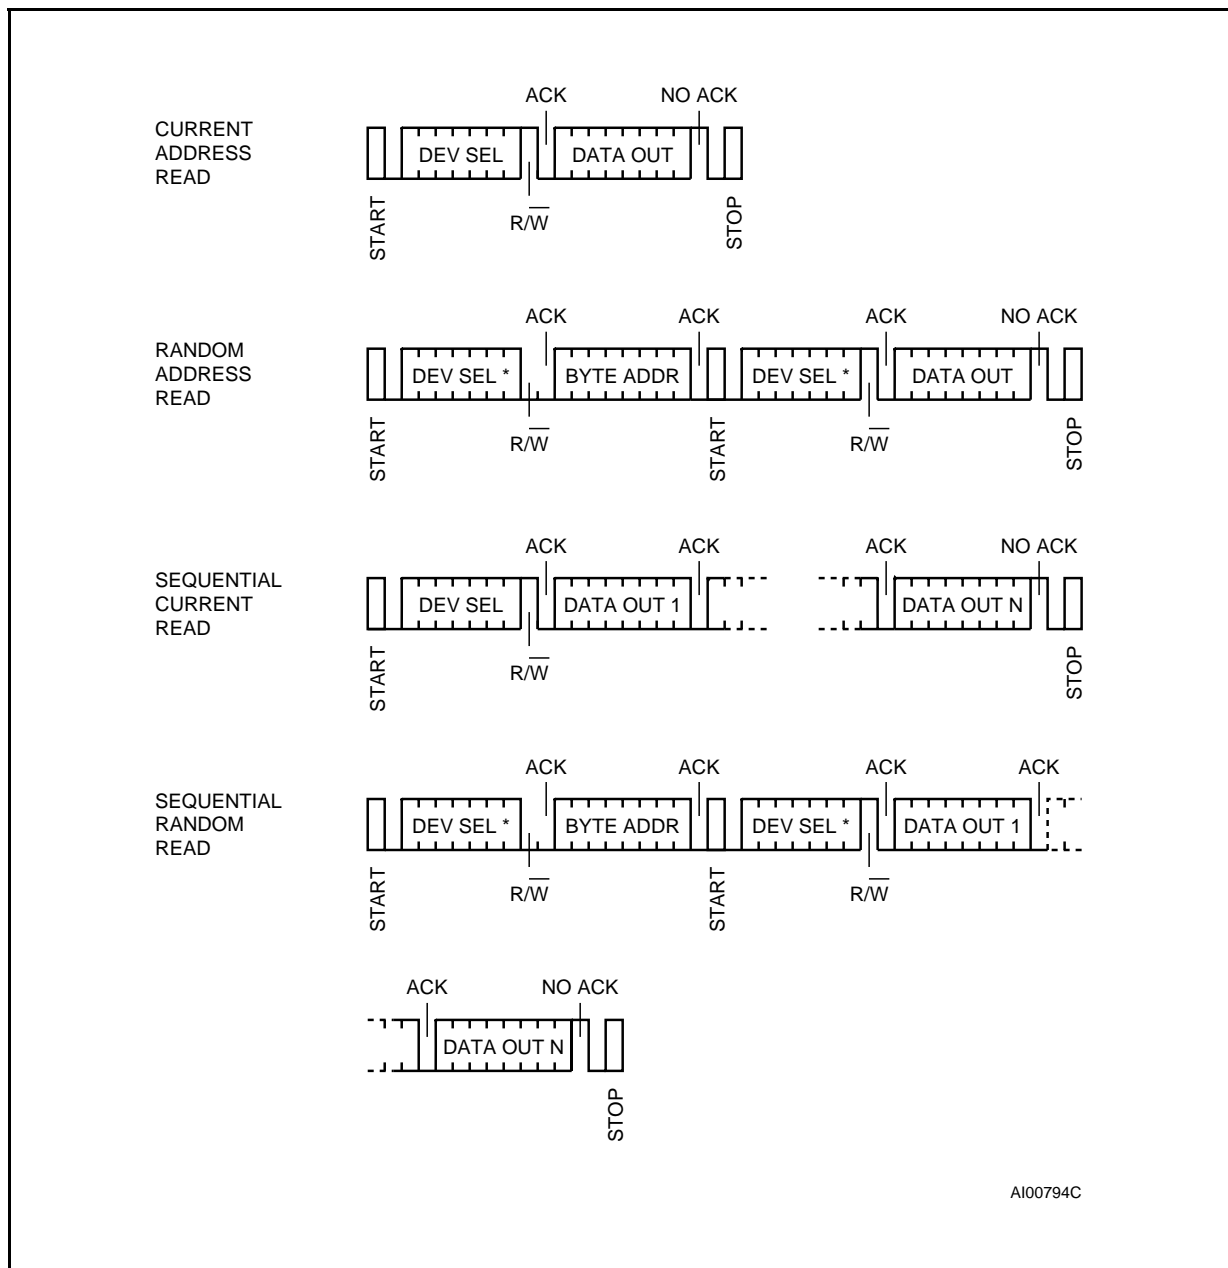 ACK NO ACK
CURRENT
ADDRESS
READ
DEV SEL DATA OUT
R/W̅
START STOP
ACK ACK ACK NO ACK
RANDOM
ADDRESS
READ
DEV SEL * BYTE ADDR DEV SEL * DATA OUT
R/W̅ R/W̅
START START STOP
ACK ACK ACK NO ACK
SEQUENTIAL
CURRENT
READ
DEV SEL DATA OUT 1 DATA OUT N
R/W̅
START STOP
ACK ACK ACK ACK
SEQUENTIAL
RANDOM
READ
DEV SEL * BYTE ADDR DEV SEL * DATA OUT 1
R/W̅ R/W̅
START START
ACK NO ACK
DATA OUT N
STOP
AI00794C